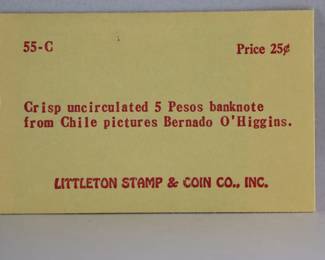 55-C
Price 25¢
Crisp uncirculated 5 Pesos banknote
from Chile pictures Bernado O'Higgins.
LITTLETON STAMP & COIN CO., INC.